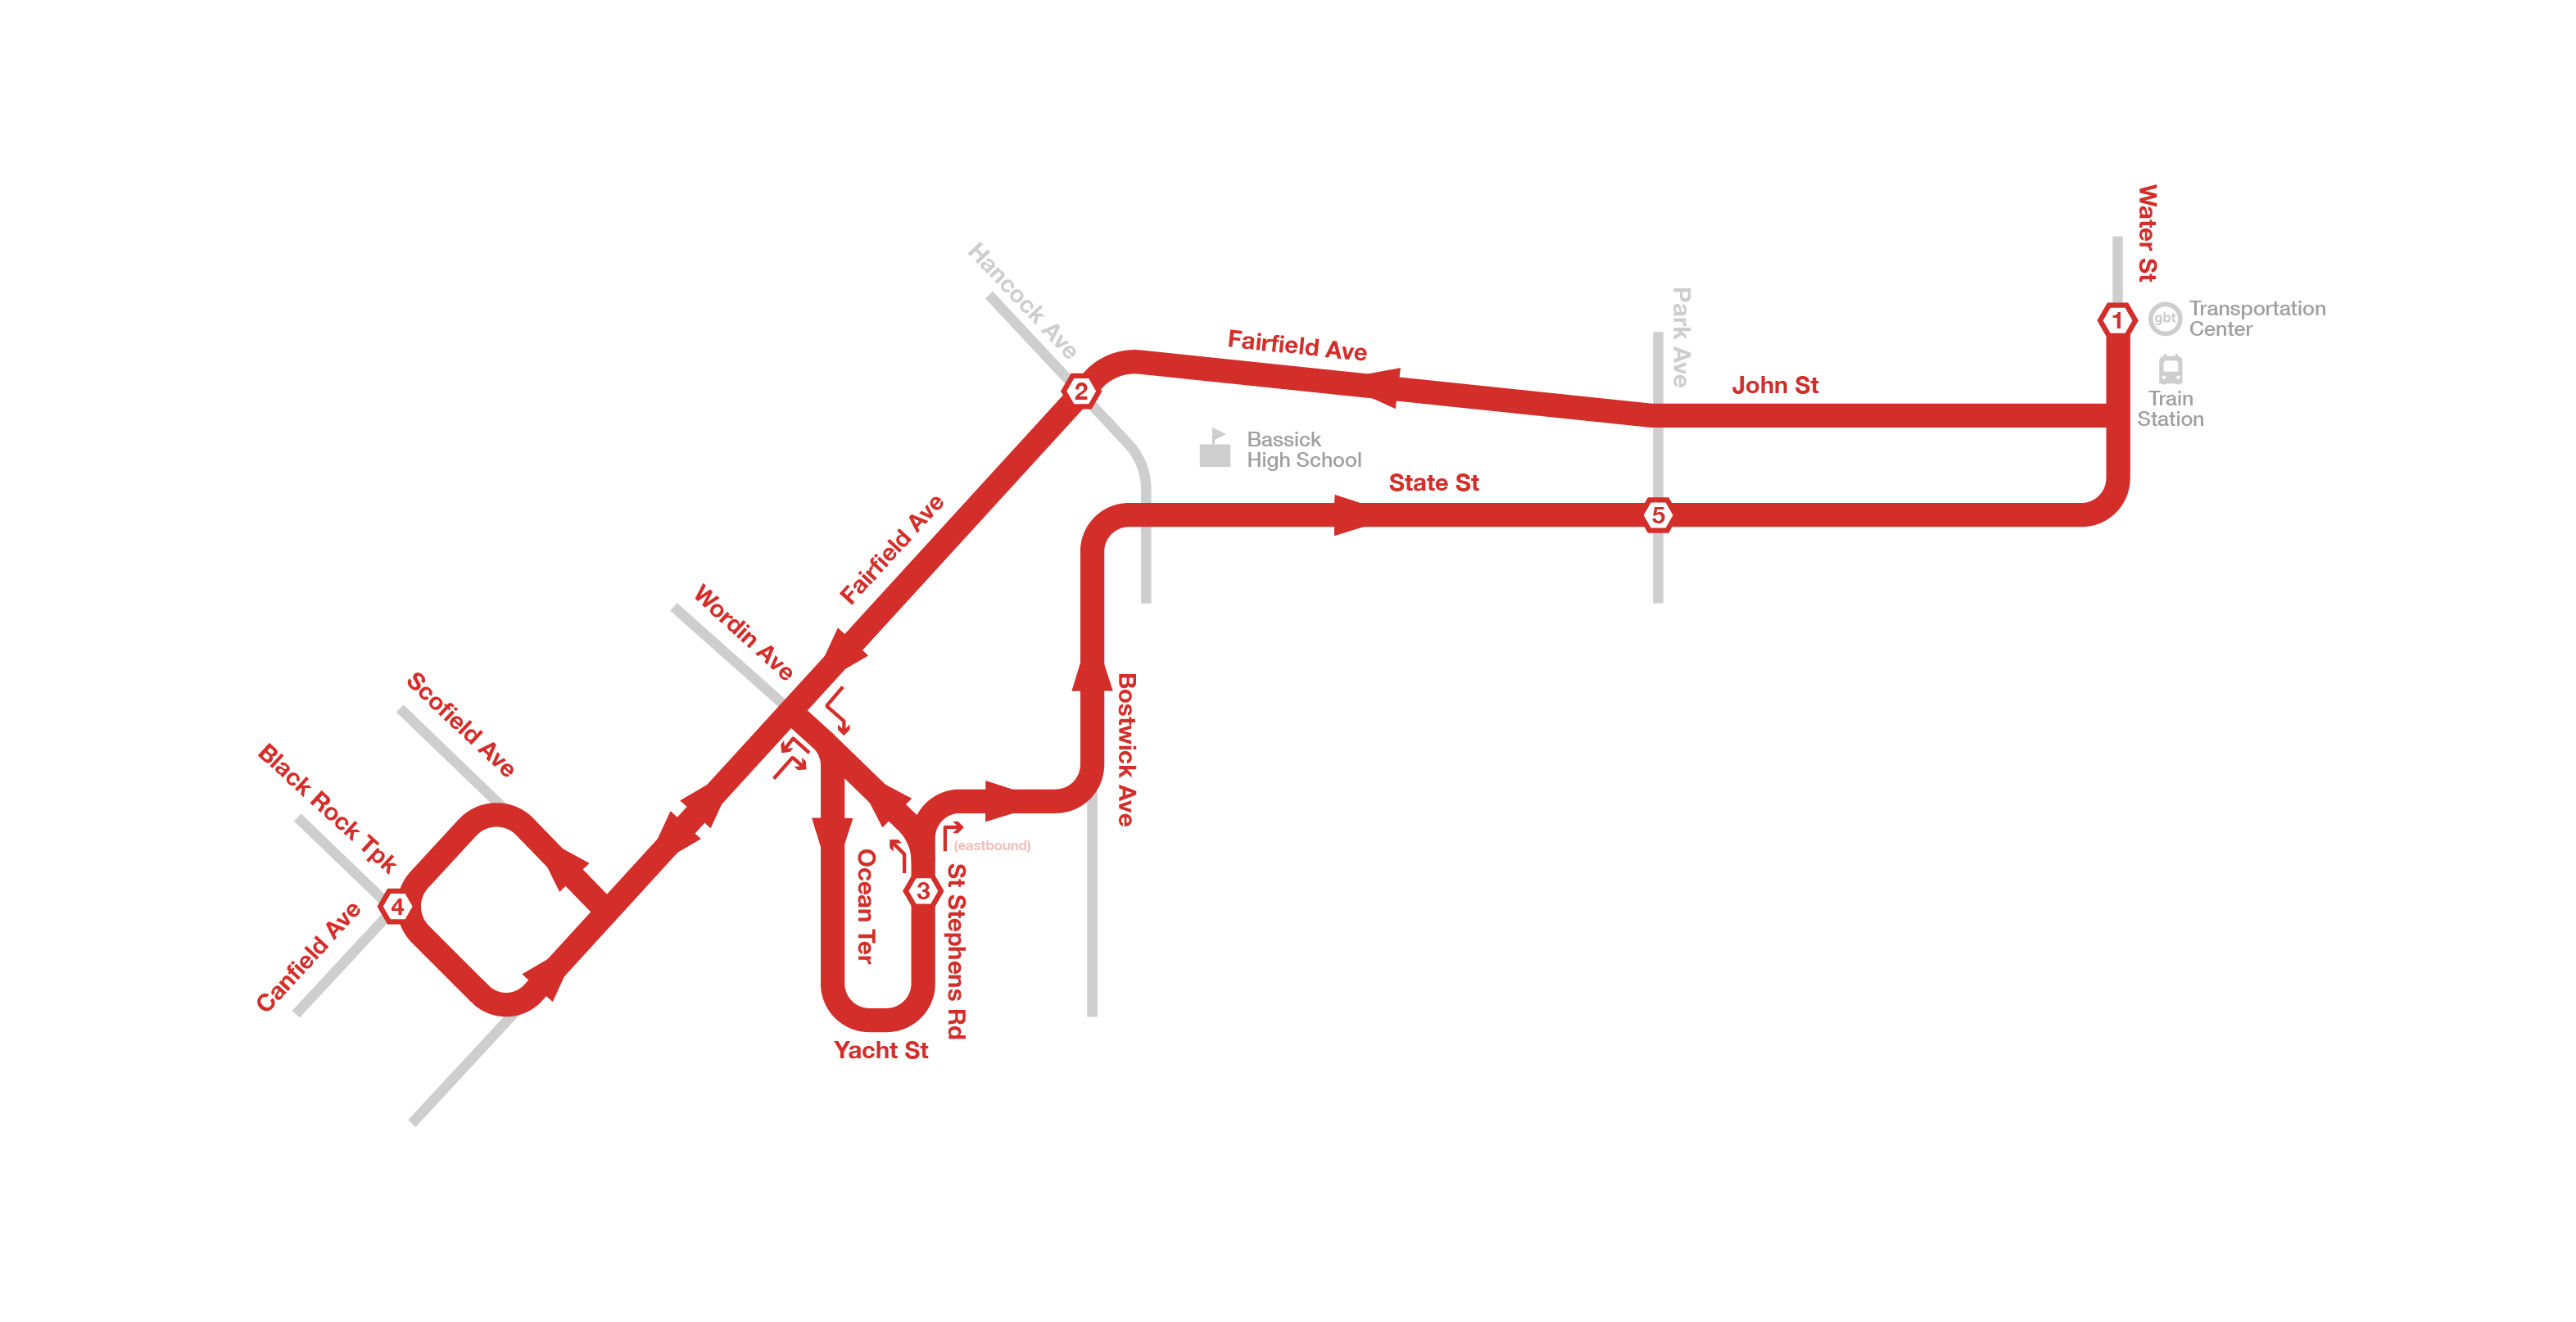 Water St
1
gbt
Transportation
Center
Train
Station
Hancock Ave
Park Ave
Fairfield Ave
John St
2
Bassick
High School
State St
5
Fairfield Ave
Wordin Ave
Scofield Ave
Bostwick Ave
Black Rock Tpk
(eastbound)
Ocean Ter
St Stephens Rd
3
4
Canfield Ave
Yacht St